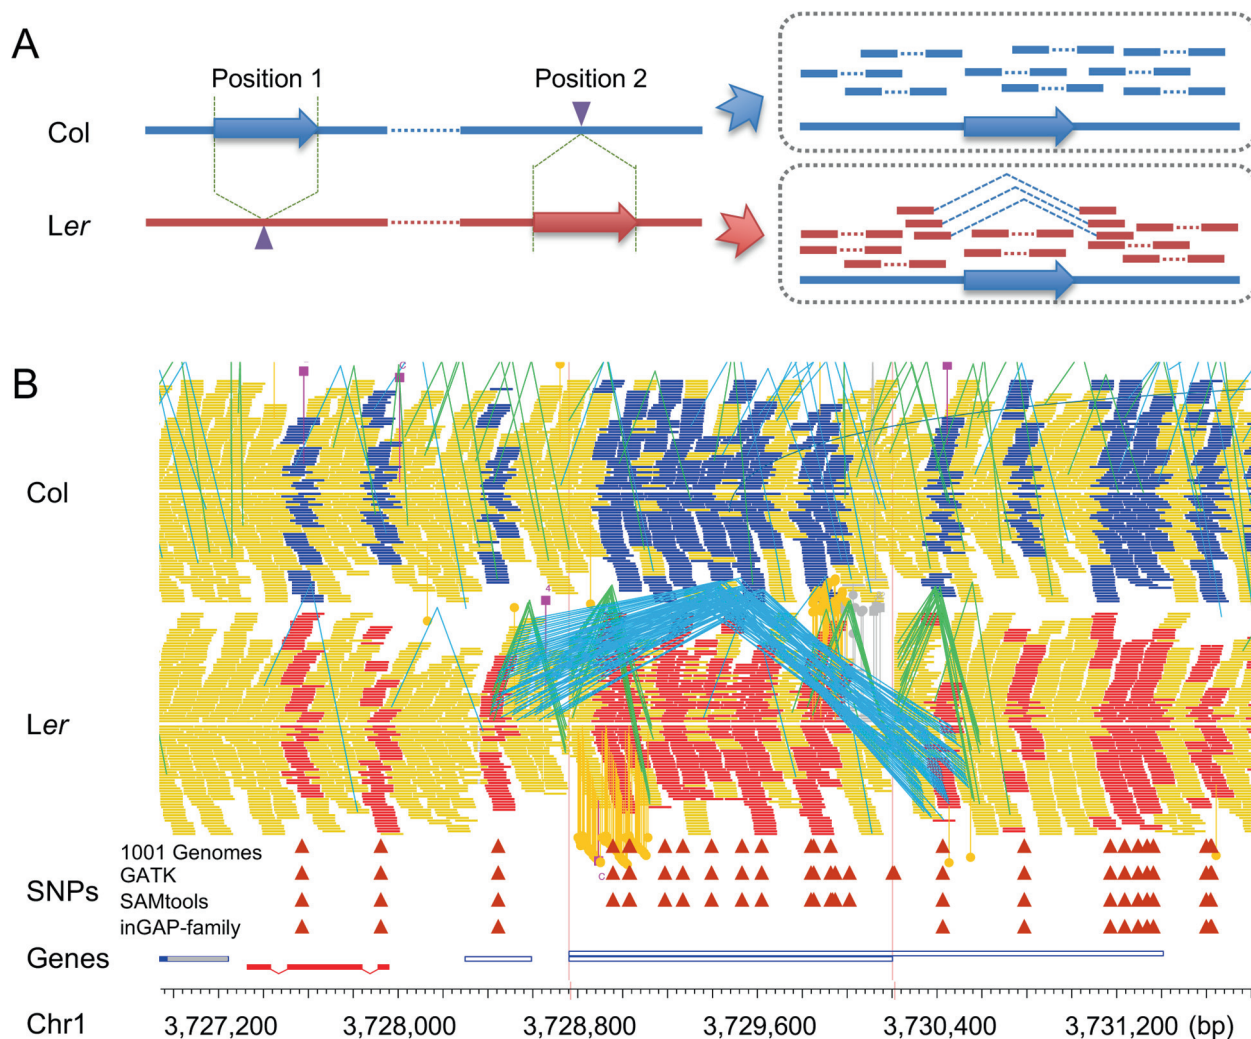 A
Position 1 Position 2
Col
Ler
B
Col
Ler
SNPs
1001 Genomes
GATK
SAMtools
inGAP-family
Genes
Chr1 3,727,200 3,728,000 3,728,800 3,729,600 3,730,400 3,731,200 (bp)